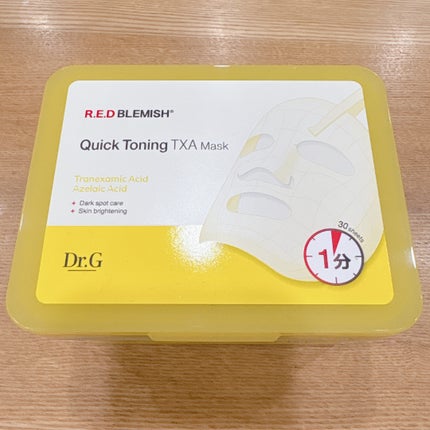 R.E.D BLEMISH®
Quick Toning TXA Mask
Tranexamic Acid
Azelaic Acid
+ Dark spot care
+ Skin brightening
30 sheets
1分
Dr.G